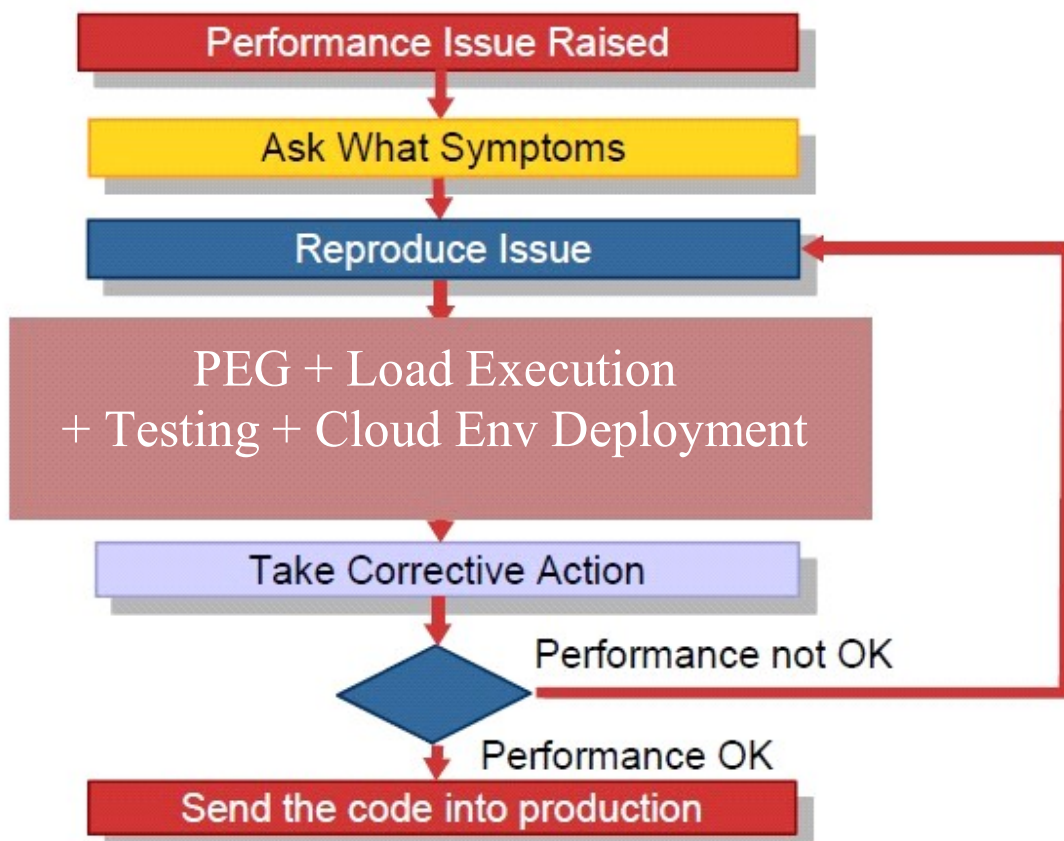 Performance Issue Raised
Ask What Symptoms
Reproduce Issue
PEG + Load Execution
+ Testing + Cloud Env Deployment
Take Corrective Action
Performance not OK
Performance OK
Send the code into production